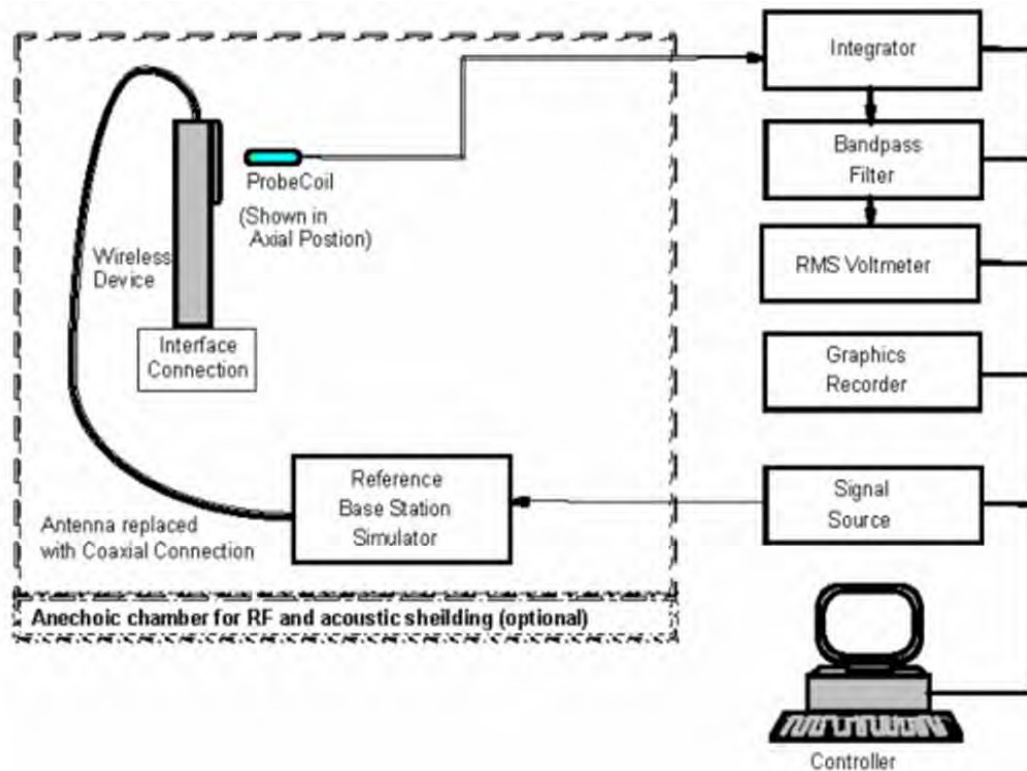 Integrator
Bandpass
Filter
RMS Voltmeter
Graphics
Recorder
Signal
Source
Controller
ProbeCoil
(Shown in
Axial Postion)
Wireless
Device
Interface
Connection
Reference
Base Station
Simulator
Antenna replaced
with Coaxial Connection
Anechoic chamber for RF and acoustic sheilding (optional)